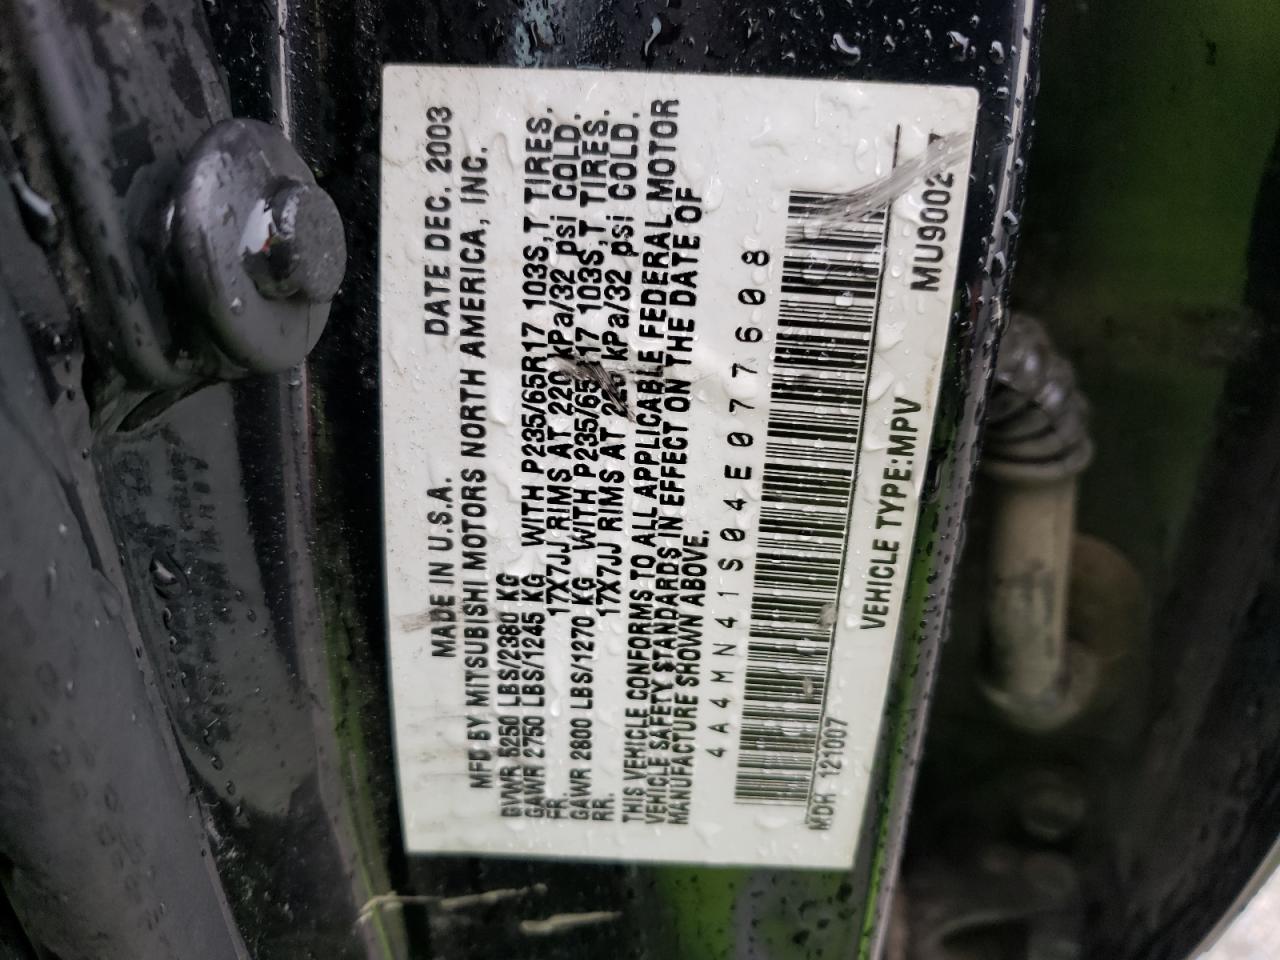 MADE IN U.S.A. DATE DEC. 2003
MFD BY MITSUBISHI MOTORS NORTH AMERICA, INC.
GVWR 5250 LBS/2380 KG
GAWR 2750 LBS/1245 KG WITH P235/65R17 103S,T TIRES,
FR. 17X7JJ RIMS AT 220 kPa/32 psi COLD.
GAWR 2800 LBS/1270 KG WITH 17 103S,T TIRES.
RR. 17X7JJ RIMS AT kPa/32 psi COLD.
THIS VEHICLE CONFORMS TO ALL APPLICABLE FEDERAL MOTOR
VEHICLE SAFETY STANDARDS IN EFFECT ON THE DATE OF
MANUFACTURE SHOWN ABOVE.
4A4MN41S04E077608
MDR 121007 VEHICLE TYPE:MPV